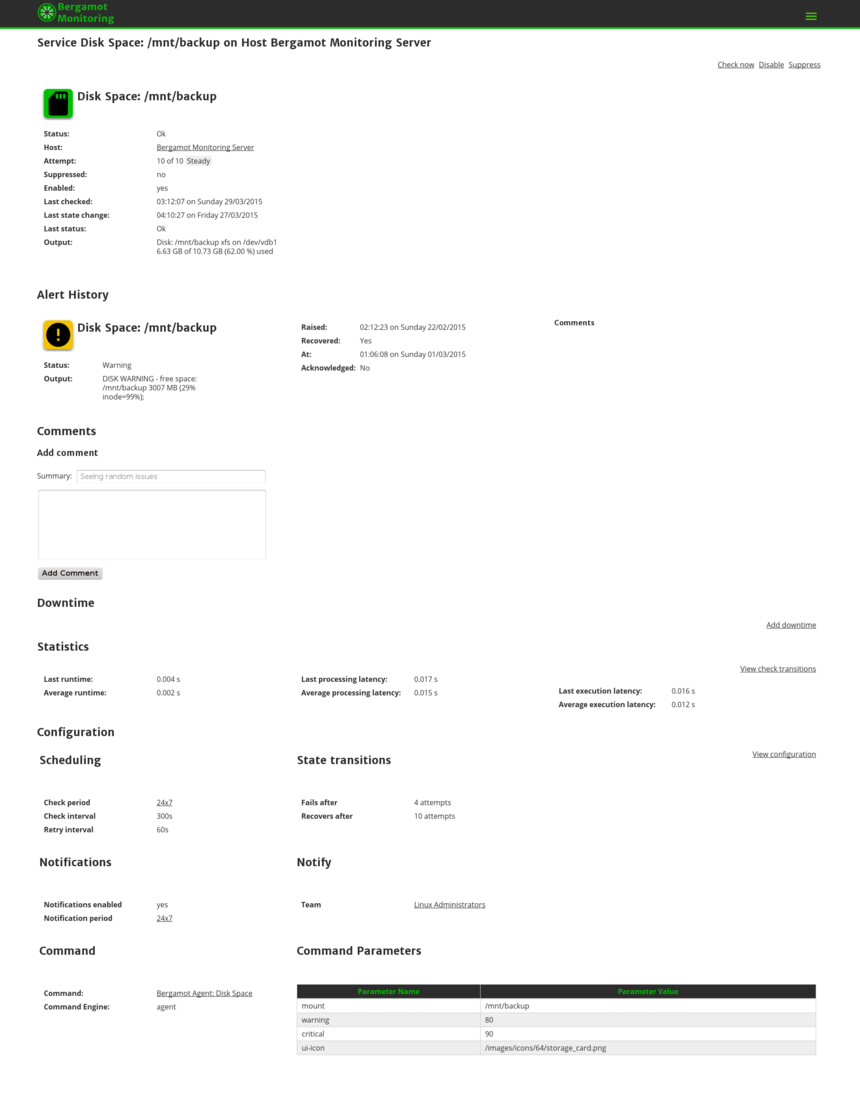 Bergamot
Monitoring
Service Disk Space: /mnt/backup on Host Bergamot Monitoring Server
Check now Disable Suppress
Disk Space: /mnt/backup
Status: Ok
Host: Bergamot Monitoring Server
Attempt: 10 of 10 Steady
Suppressed: no
Enabled: yes
Last checked: 03:12:07 on Sunday 29/03/2015
Last state change: 04:10:27 on Friday 27/03/2015
Last status: Ok
Output: Disk: /mnt/backup xfs on /dev/vdb1
6.63 GB of 10.73 GB (62.00 %) used
Alert History
Disk Space: /mnt/backup
Status: Warning
Output: DISK WARNING - free space:
/mnt/backup 3007 MB (29%
inode=99%);
Raised: 02:12:23 on Sunday 22/02/2015
Recovered: Yes
At: 01:06:08 on Sunday 01/03/2015
Acknowledged: No
Comments
Comments
Add comment
Summary: Seeing random issues
Add Comment
Downtime
Add downtime
Statistics
View check transitions
Last runtime: 0.004 s
Average runtime: 0.002 s
Last processing latency: 0.017 s
Average processing latency: 0.015 s
Last execution latency: 0.016 s
Average execution latency: 0.012 s
Configuration
View configuration
Scheduling
Check period 24x7
Check interval 300s
Retry interval 60s
State transitions
Fails after 4 attempts
Recovers after 10 attempts
Notifications
Notifications enabled yes
Notification period 24x7
Notify
Team Linux Administrators
Command
Command: Bergamot Agent: Disk Space
Command Engine: agent
Command Parameters
Parameter Name Parameter Value
mount /mnt/backup
warning 80
critical 90
ui-icon /images/icons/64/storage_card.png